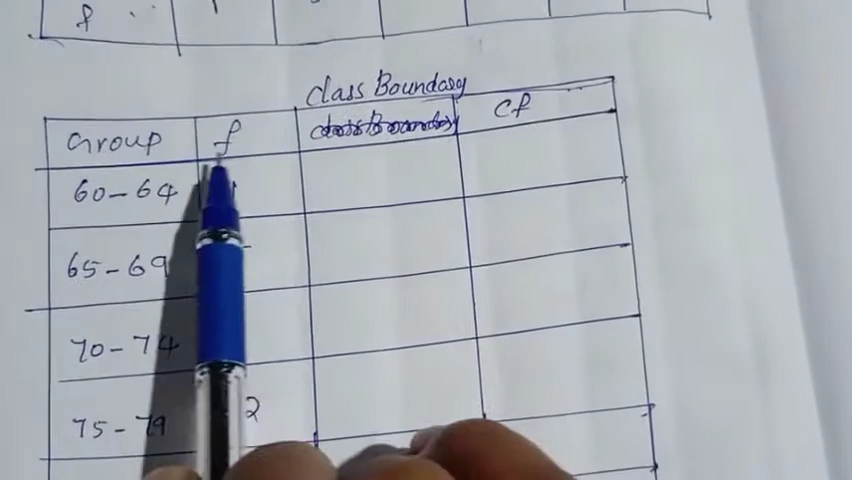 f
Class Boundary
Group f cf
60-64
65-69
70-74
75-79 2